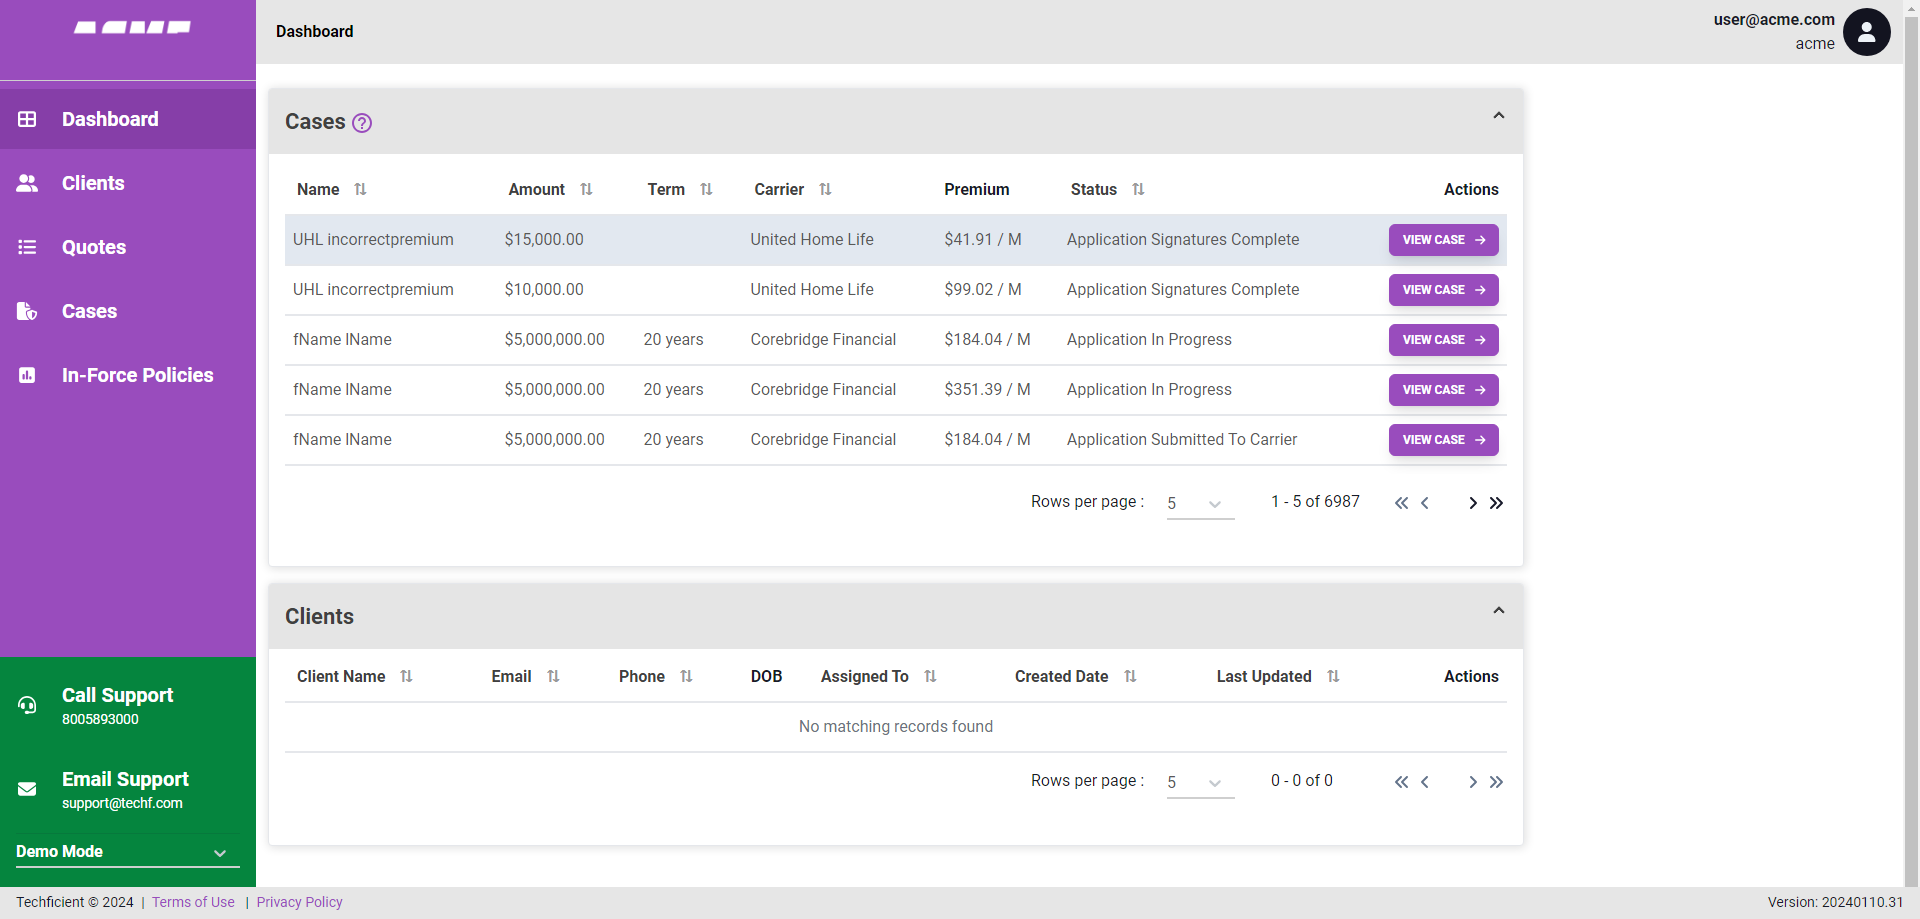 ACME
Dashboard
user@acme.com
acme
Dashboard
Clients
Quotes
Cases
In-Force Policies
Call Support
8005893000
Email Support
support@techf.com
Demo Mode
Cases ?
Name Amount Term Carrier Premium Status Actions
UHL incorrectpremium $15,000.00 United Home Life $41.91 / M Application Signatures Complete VIEW CASE →
UHL incorrectpremium $10,000.00 United Home Life $99.02 / M Application Signatures Complete VIEW CASE →
fName lName $5,000,000.00 20 years Corebridge Financial $184.04 / M Application In Progress VIEW CASE →
fName lName $5,000,000.00 20 years Corebridge Financial $351.39 / M Application In Progress VIEW CASE →
fName lName $5,000,000.00 20 years Corebridge Financial $184.04 / M Application Submitted To Carrier VIEW CASE →
Rows per page : 5 1 - 5 of 6987
Clients
Client Name Email Phone DOB Assigned To Created Date Last Updated Actions
No matching records found
Rows per page : 5 0 - 0 of 0
Techficient © 2024 | Terms of Use | Privacy Policy
Version: 20240110.31